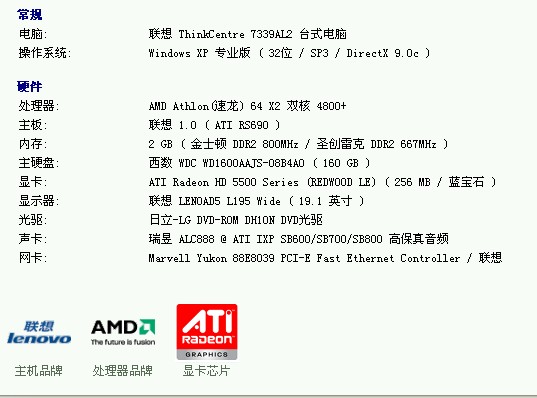 常规
电脑: 联想 ThinkCentre 7339AL2 台式电脑
操作系统: Windows XP 专业版 ( 32位 / SP3 / DirectX 9.0c )
硬件
处理器: AMD Athlon(速龙) 64 X2 双核 4800+
主板: 联想 1.0 ( ATI RS690 )
内存: 2 GB ( 金士顿 DDR2 800MHz / 圣创雷克 DDR2 667MHz )
主硬盘: 西数 WDC WD1600AAJS-08B4A0 ( 160 GB )
显卡: ATI Radeon HD 5500 Series (REDWOOD LE) ( 256 MB / 蓝宝石 )
显示器: 联想 LENOAD5 L195 Wide ( 19.1 英寸 )
光驱: 日立-LG DVD-ROM DH10N DVD光驱
声卡: 瑞昱 ALC888 @ ATI IXP SB600/SB700/SB800 高保真音频
网卡: Marvell Yukon 88E8039 PCI-E Fast Ethernet Controller / 联想
联想 lenovo
AMD The future is fusion
ATI RADEON GRAPHICS
主机品牌 处理器品牌 显卡芯片